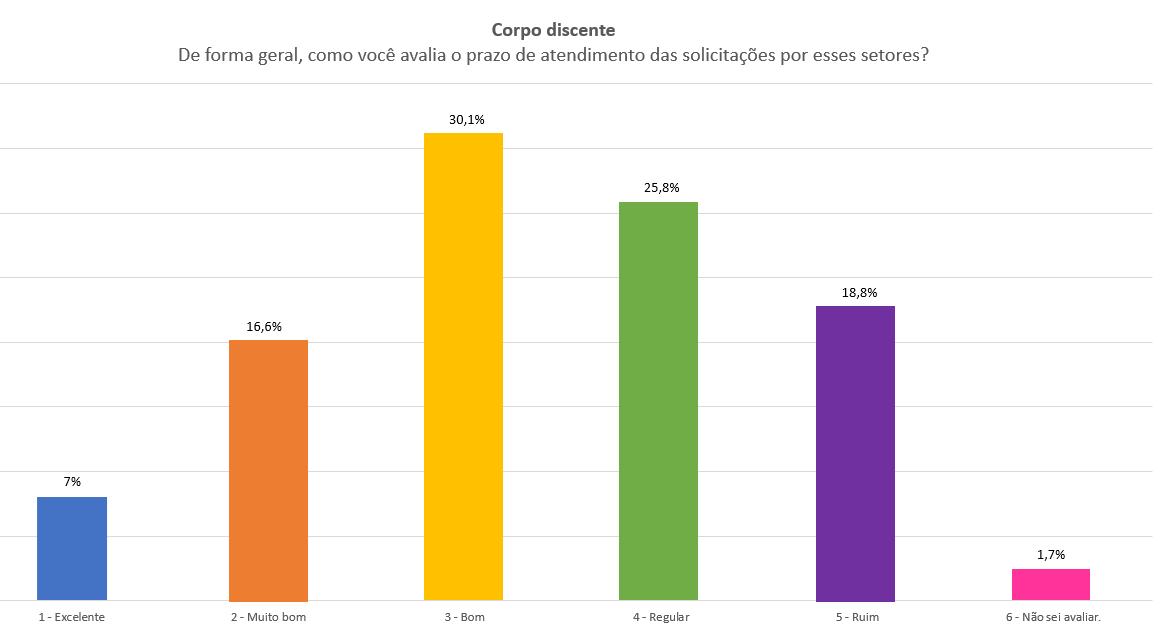 Corpo discente
De forma geral, como você avalia o prazo de atendimento das solicitações por esses setores?
30,1%
25,8%
18,8%
16,6%
7%
1,7%
1 - Excelente
2 - Muito bom
3 - Bom
4 - Regular
5 - Ruim
6 - Não sei avaliar.